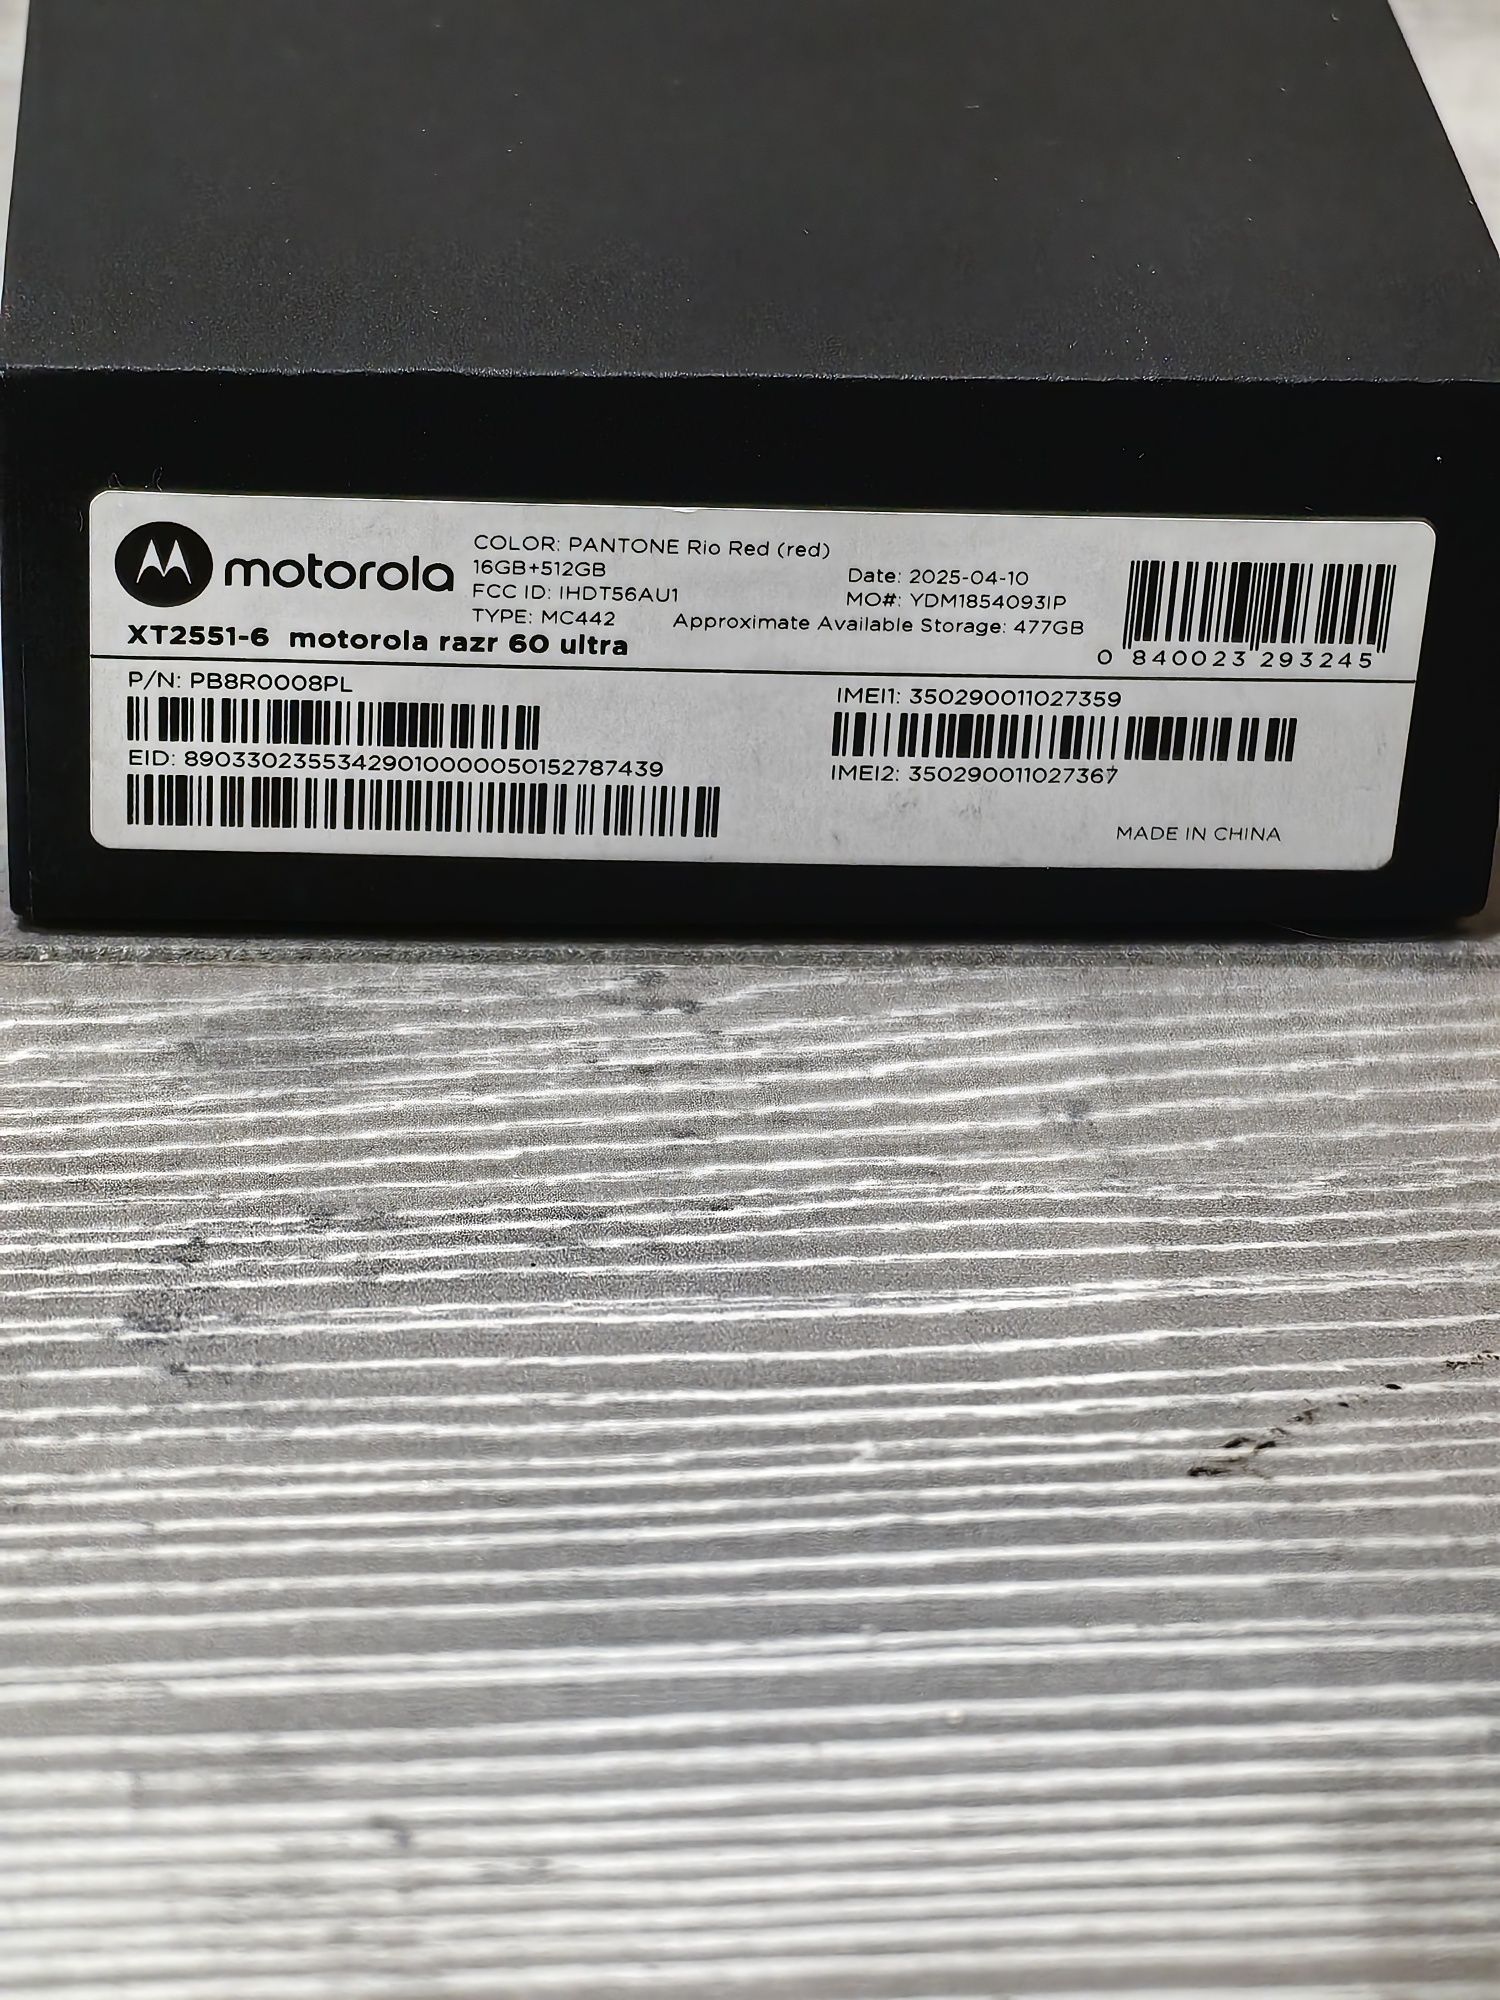 motorola
COLOR: PANTONE Rio Red (red)
16GB+512GB
FCC ID: IHDT56AU1
TYPE: MC442
Date: 2025-04-10
MO#: YDM1854093IP
Approximate Available Storage: 477GB
XT2551-6 motorola razr 60 ultra
0 840023 293245
P/N: PB8R0008PL
EID: 89033023553429010000050152787439
IMEI1: 350290011027359
IMEI2: 350290011027367
MADE IN CHINA